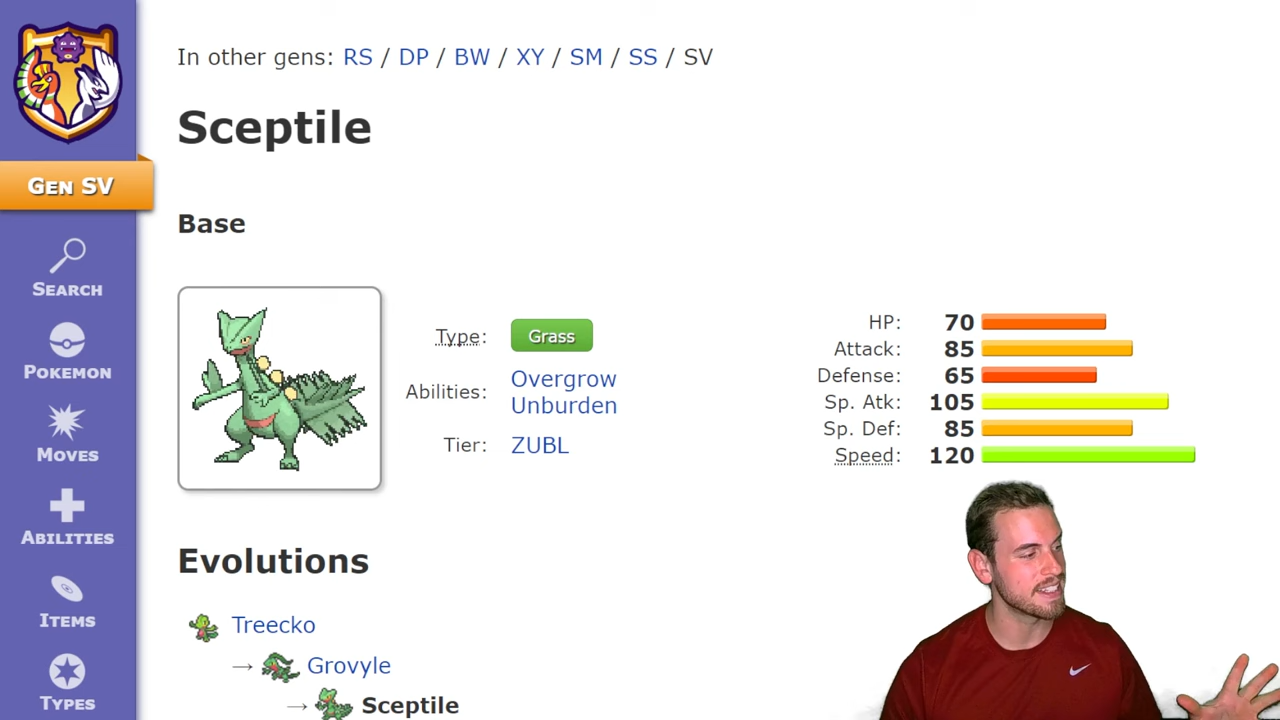 In other gens: RS / DP / BW / XY / SM / SS / SV
Sceptile
GEN SV
SEARCH
POKEMON
MOVES
ABILITIES
ITEMS
TYPES
Base
Type: Grass
Abilities: Overgrow
Unburden
Tier: ZUBL
HP: 70
Attack: 85
Defense: 65
Sp. Atk: 105
Sp. Def: 85
Speed: 120
Evolutions
Treecko
→ Grovyle
→ Sceptile